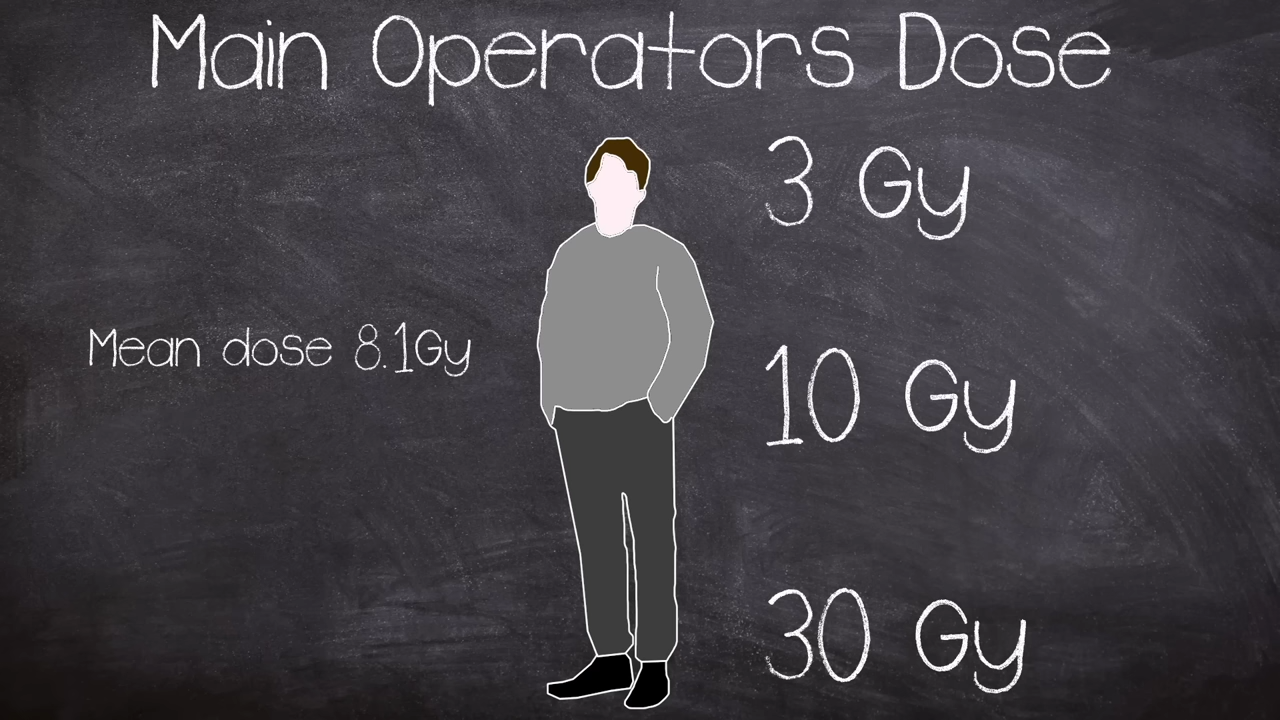 Main Operators Dose
3 Gy
Mean dose 8.1Gy
10 Gy
30 Gy